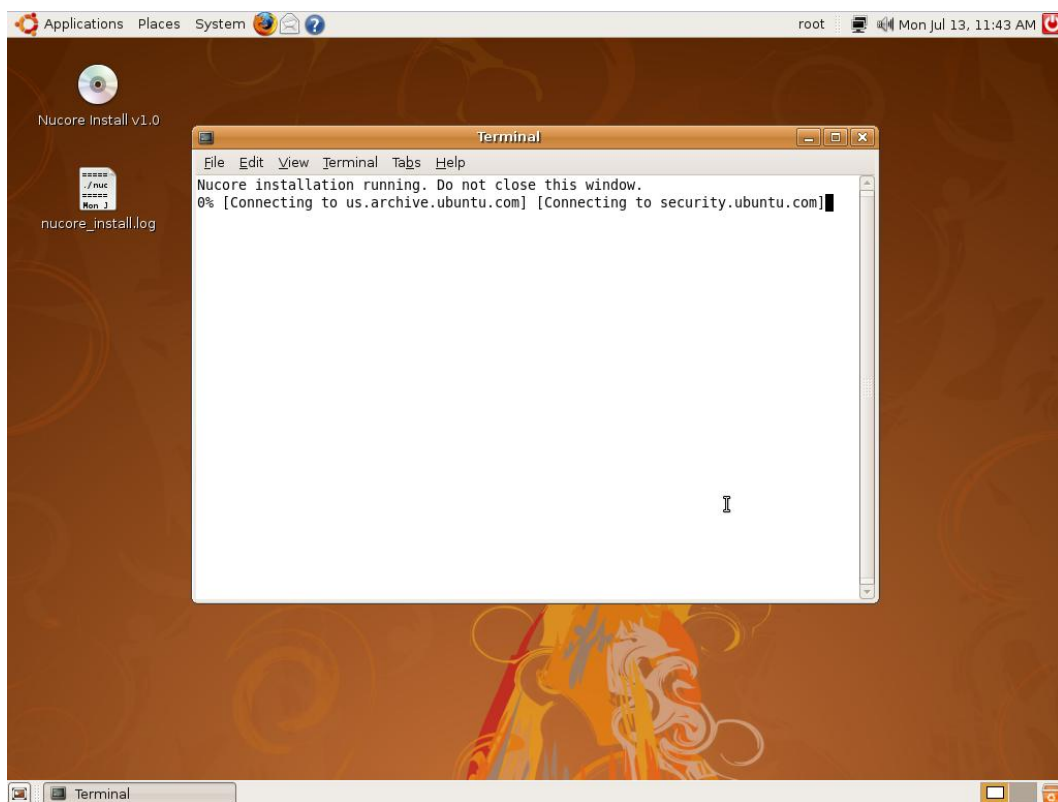 Applications Places System
root
Mon Jul 13, 11:43 AM
Nucore Install v1.0
=====
./nuc
=====
Mon J
nucore_install.log
Terminal
File Edit View Terminal Tabs Help
Nucore installation running. Do not close this window.
0% [Connecting to us.archive.ubuntu.com] [Connecting to security.ubuntu.com]
Terminal